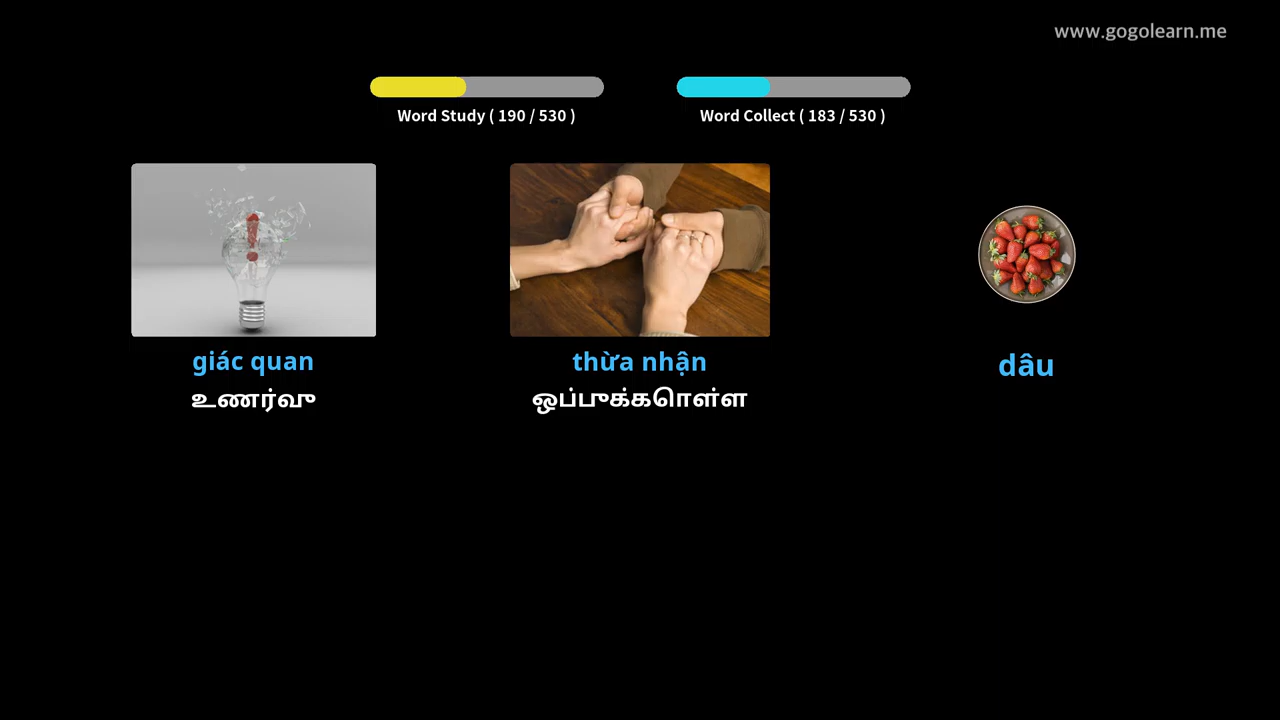 www.gogolearn.me
Word Study ( 190 / 530 )
Word Collect ( 183 / 530 )
giác quan
உணர்வு
thừa nhận
ஒப்புக்கொள்ள
dâu